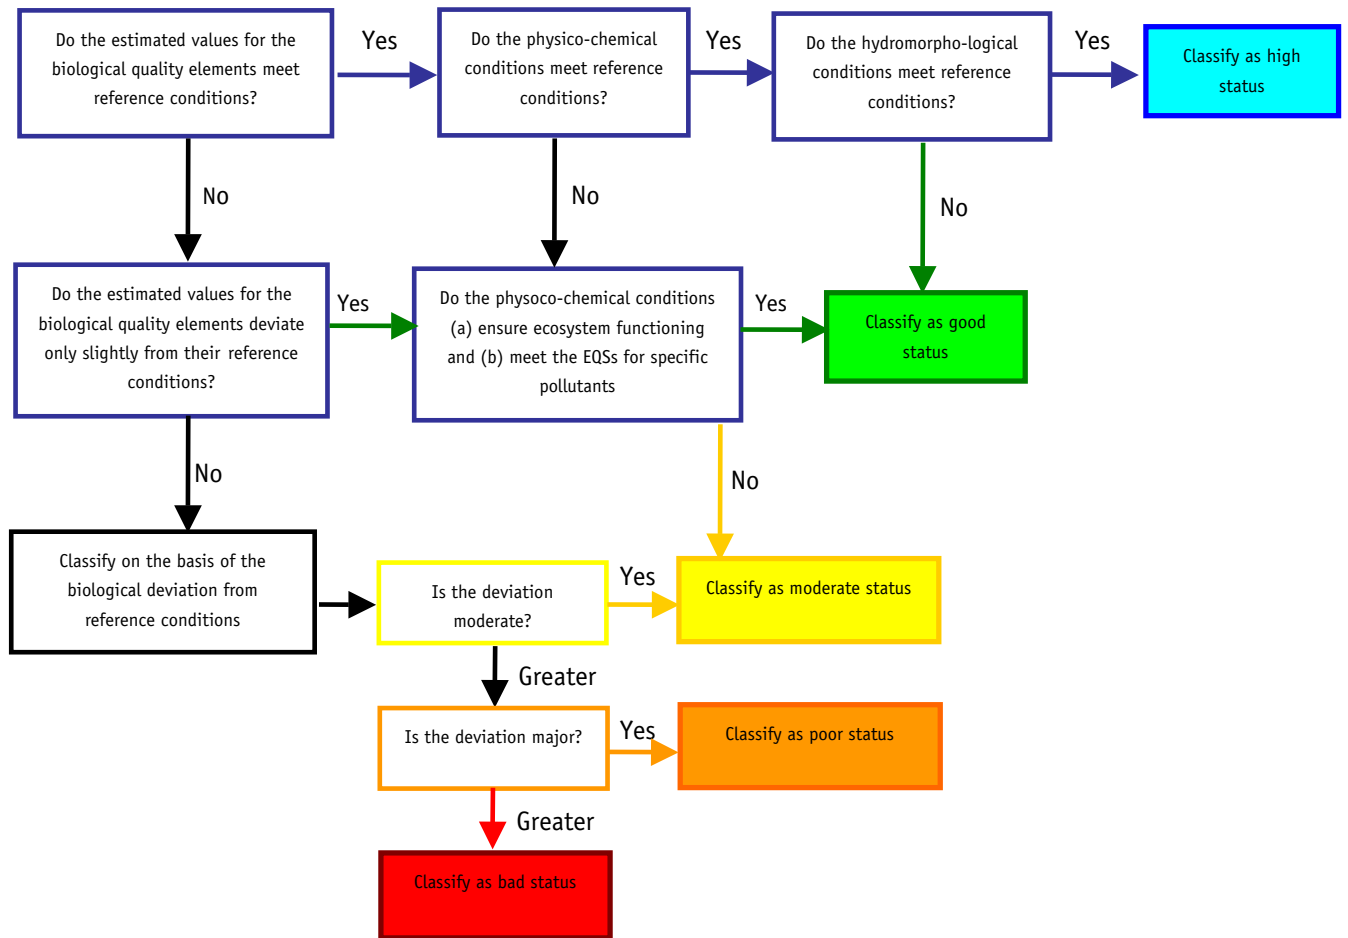 Do the estimated values for the
biological quality elements meet
reference conditions?
Yes
Do the physico-chemical
conditions meet reference
conditions?
Yes
Do the hydromorpho-logical
conditions meet reference
conditions?
Yes
Classify as high
status
No
No
No
Do the estimated values for the
biological quality elements deviate
only slightly from their reference
conditions?
Yes
Do the physoco-chemical conditions
(a) ensure ecosystem functioning
and (b) meet the EQSs for specific
pollutants
Yes
Classify as good
status
No
No
Classify on the basis of the
biological deviation from
reference conditions
Is the deviation
moderate?
Yes
Classify as moderate status
Greater
Is the deviation major?
Yes
Classify as poor status
Greater
Classify as bad status